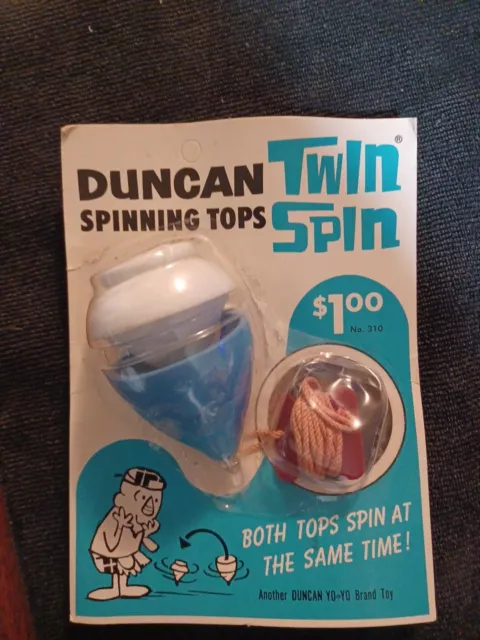 DUNCAN Twin®
SPINNING TOPS Spin
$1.00
No. 310
BOTH TOPS SPIN AT
THE SAME TIME!
Another DUNCAN YO-YO Brand Toy